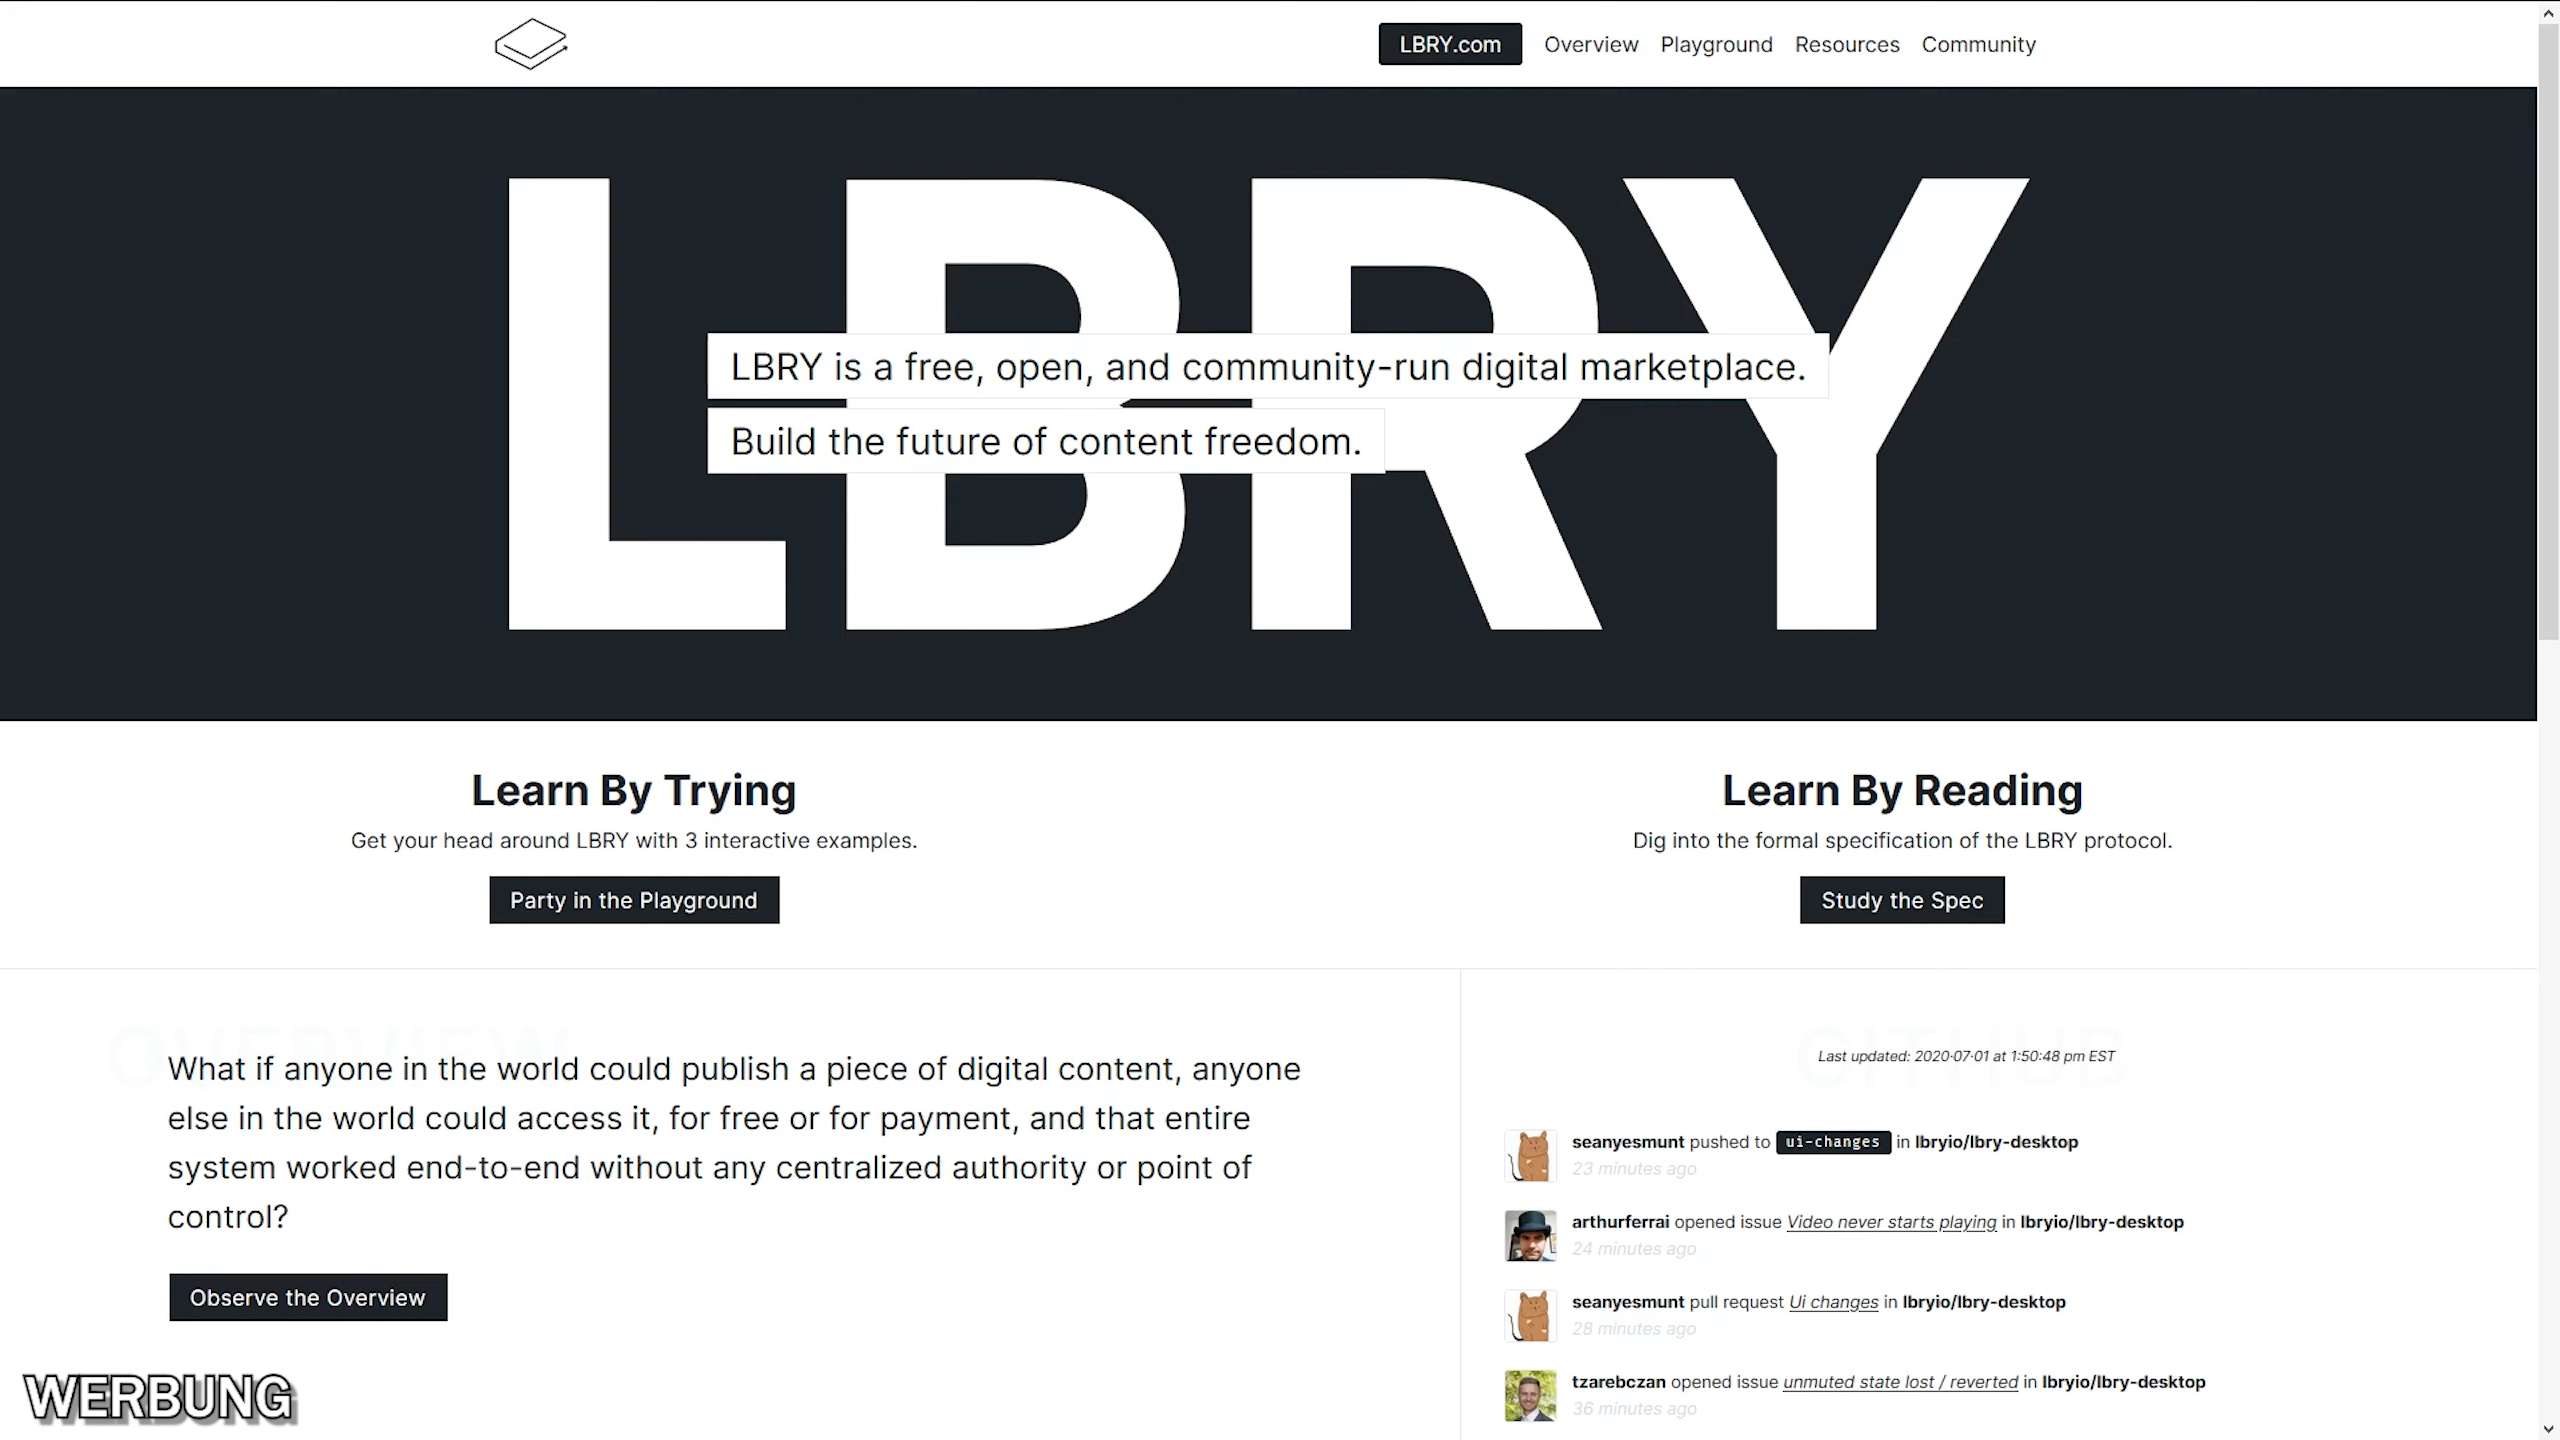 LBRY.com Overview Playground Resources Community
LBRY
LBRY is a free, open, and community-run digital marketplace.
Build the future of content freedom.
Learn By Trying
Get your head around LBRY with 3 interactive examples.
Party in the Playground
Learn By Reading
Dig into the formal specification of the LBRY protocol.
Study the Spec
OVERVIEW
What if anyone in the world could publish a piece of digital content, anyone
else in the world could access it, for free or for payment, and that entire
system worked end-to-end without any centralized authority or point of
control?
Observe the Overview
GITHUB
Last updated: 2020-07-01 at 1:50:48 pm EST
seanyesmunt pushed to ui-changes in lbryio/lbry-desktop
23 minutes ago
arthurferrai opened issue Video never starts playing in lbryio/lbry-desktop
24 minutes ago
seanyesmunt pull request Ui changes in lbryio/lbry-desktop
28 minutes ago
tzarebczan opened issue unmuted state lost / reverted in lbryio/lbry-desktop
36 minutes ago
WERBUNG